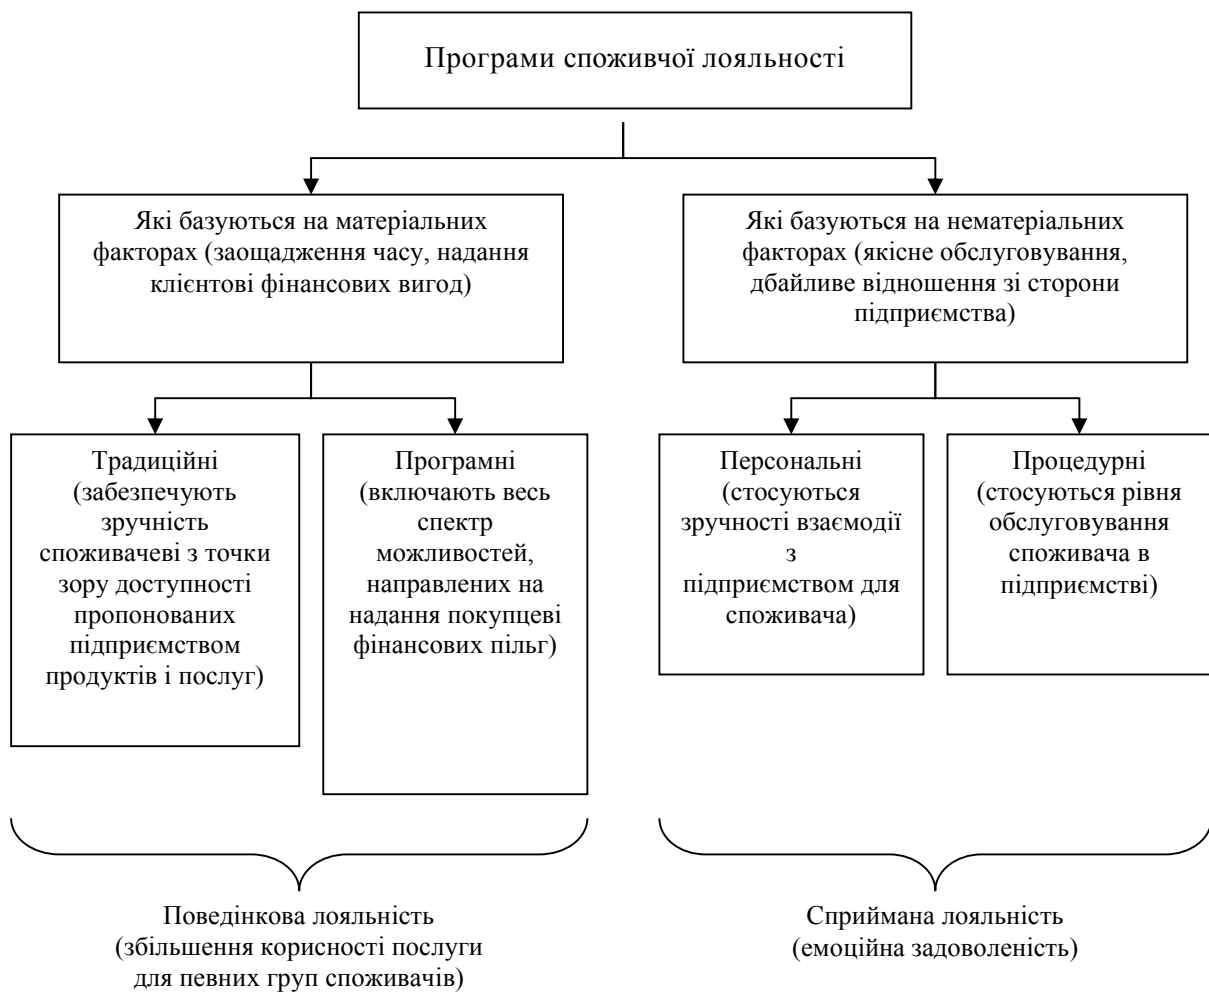 Програми споживчої лояльності
Які базуються на матеріальних
факторах (заощадження часу, надання
клієнтові фінансових вигод)
Які базуються на нематеріальних
факторах (якісне обслуговування,
дбайливе відношення зі сторони
підприємства)
Традиційні
(забезпечують
зручність
споживачеві з точки
зору доступності
пропонованих
підприємством
продуктів і послуг)
Програмні
(включають весь
спектр
можливостей,
направлених на
надання покупцеві
фінансових пільг)
Персональні
(стосуються
зручності взаємодії
з
підприємством для
споживача)
Процедурні
(стосуються рівня
обслуговування
споживача в
підприємстві)
Поведінкова лояльність
(збільшення корисності послуги
для певних груп споживачів)
Сприймана лояльність
(емоційна задоволеність)